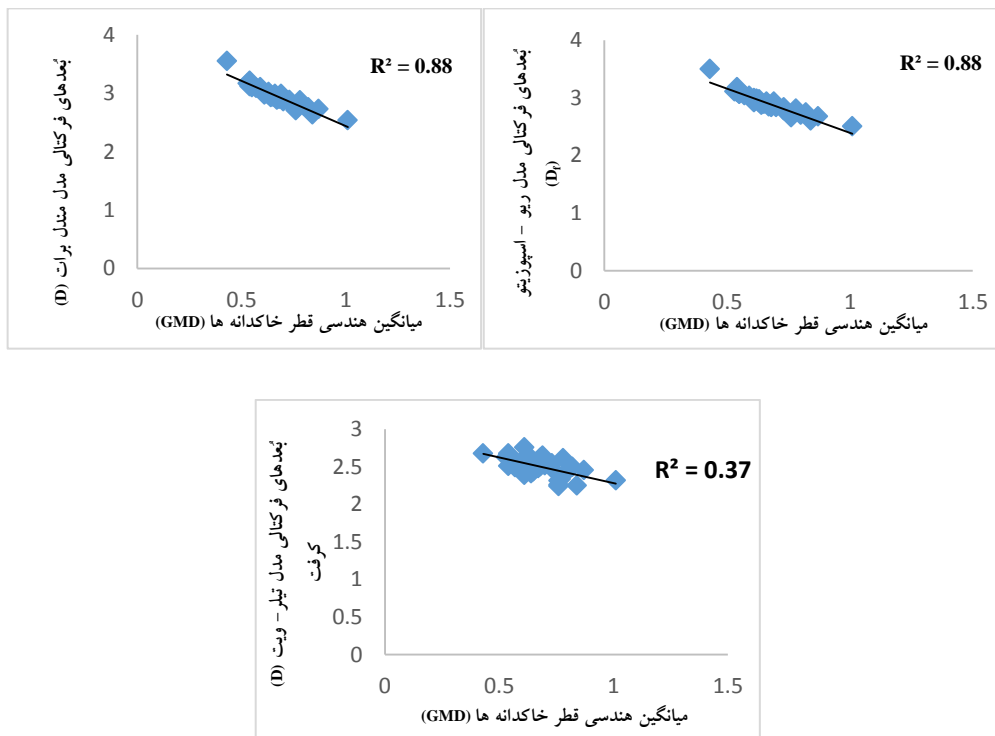 بُعدهای فرکتالی مدل مندل برات (D)
4
3
2
1
0
R² = 0.88
0 0.5 1 1.5
میانگین هندسی قطر خاکدانه ها (GMD)
بُعدهای فرکتالی مدل ریو - اسپوزیتو
(Df)
4
3
2
1
0
R² = 0.88
0 0.5 1 1.5
میانگین هندسی قطر خاکدانه ها (GMD)
بُعدهای فرکتالی مدل تیلر- ویت (D)
کرفت
3
2.5
2
1.5
1
0.5
0
R² = 0.37
0 0.5 1 1.5
میانگین هندسی قطر خاکدانه ها (GMD)